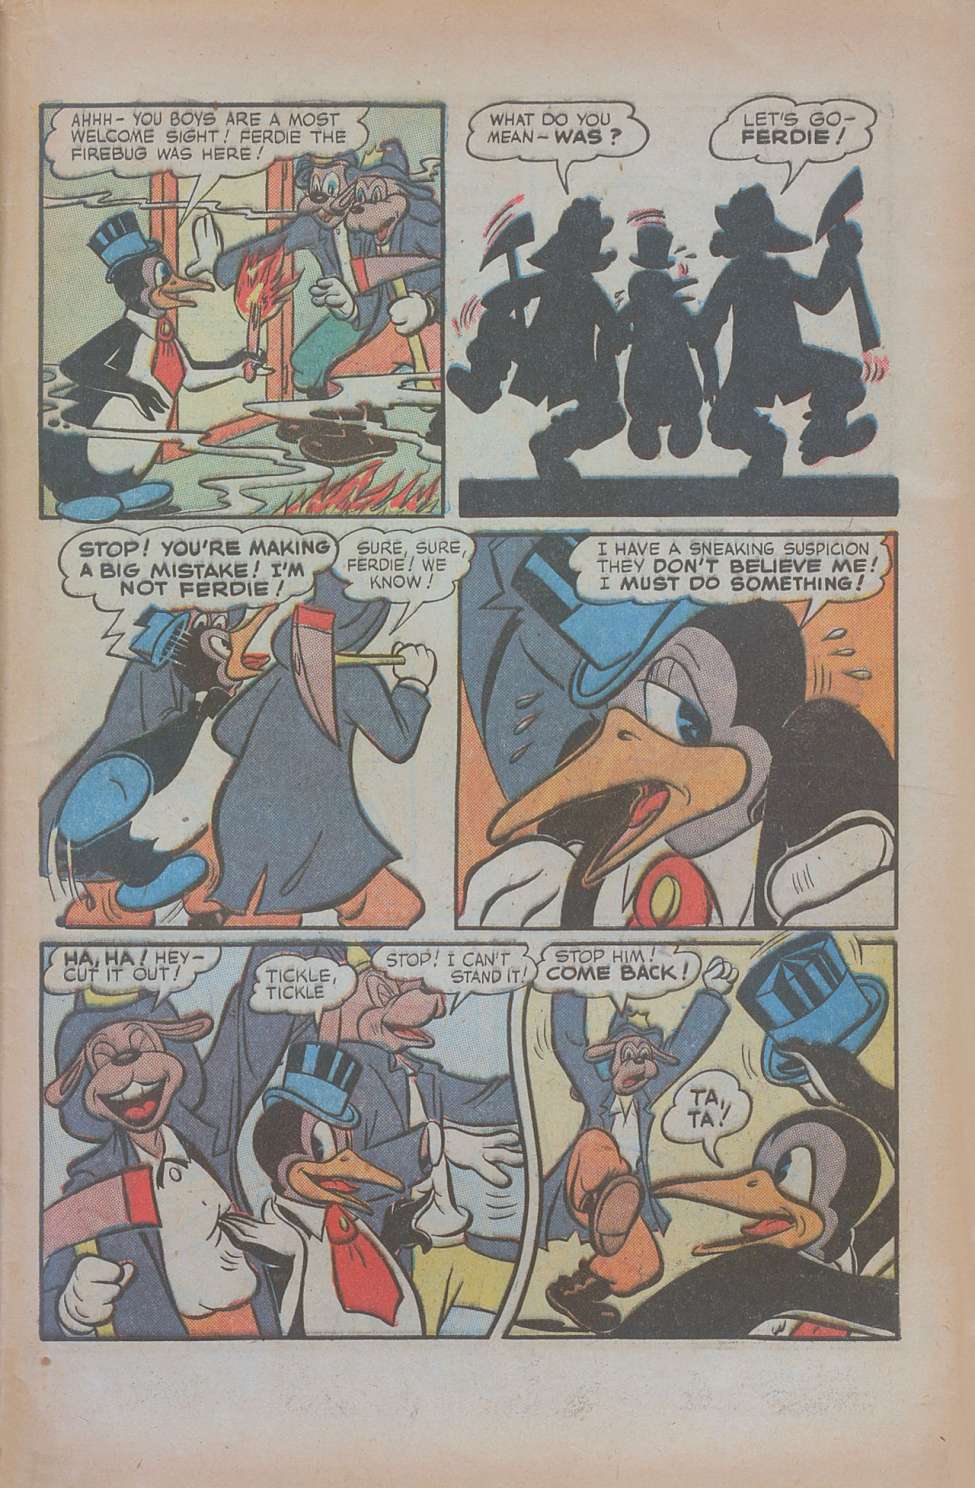 AHHH- YOU BOYS ARE A MOST
WELCOME SIGHT! FERDIE THE
FIREBUG WAS HERE!
WHAT DO YOU
MEAN- WAS?
LET'S GO-
FERDIE!
STOP! YOU'RE MAKING
A BIG MISTAKE! I'M
NOT FERDIE!
SURE, SURE,
FERDIE! WE
KNOW!
I HAVE A SNEAKING SUSPICION
THEY DON'T BELIEVE ME!
I MUST DO SOMETHING!
HA, HA! HEY-
CUT IT OUT!
TICKLE,
TICKLE
STOP! I CAN'T
STAND IT!
STOP HIM!
COME BACK!
TA,
TA!